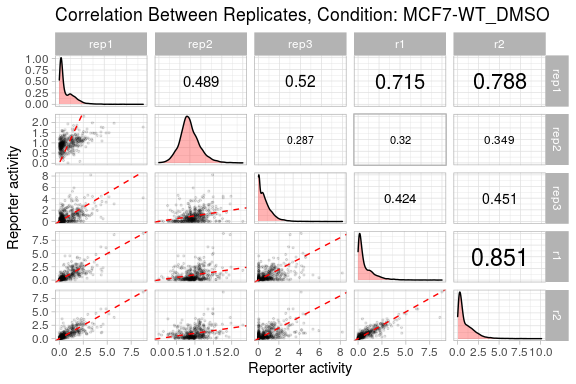 Correlation Between Replicates, Condition: MCF7-WT_DMSO
rep1 rep2 rep3 r1 r2
1.00
0.75
0.50
0.25
0.00
0.489 0.52 0.715 0.788
rep1
2.0
1.5
1.0
0.5
0.0
0.287 0.32 0.349
rep2
Reporter activity
8
6
4
2
0
0.424 0.451
rep3
7.5
5.0
2.5
0.0
0.851
r1
7.5
5.0
2.5
0.0
r2
0.0 2.5 5.0 7.5 0.0 0.5 1.0 1.5 2.0 0 2 4 6 8 0.0 2.5 5.0 7.5 0.0 2.5 5.0 7.5 10.0
Reporter activity